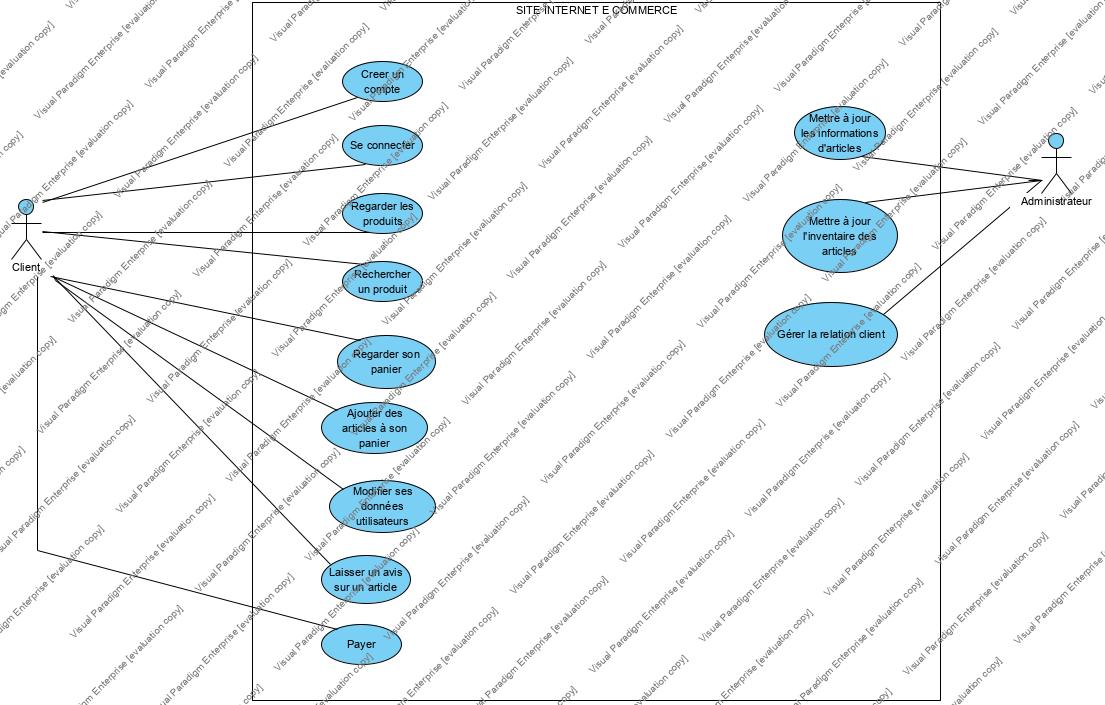 SITE INTERNET E COMMERCE
Creer un
compte
Se connecter
Regarder les
produits
Rechercher
un produit
Regarder son
panier
Ajouter des
articles à son
panier
Modifier ses
données
utilisateurs
Laisser un avis
sur un article
Payer
Client
Mettre à jour
les informations
d'articles
Mettre à jour
l'inventaire des
articles
Gérer la relation client
Administrateur
Visual Paradigm Enterprise [evaluation copy]